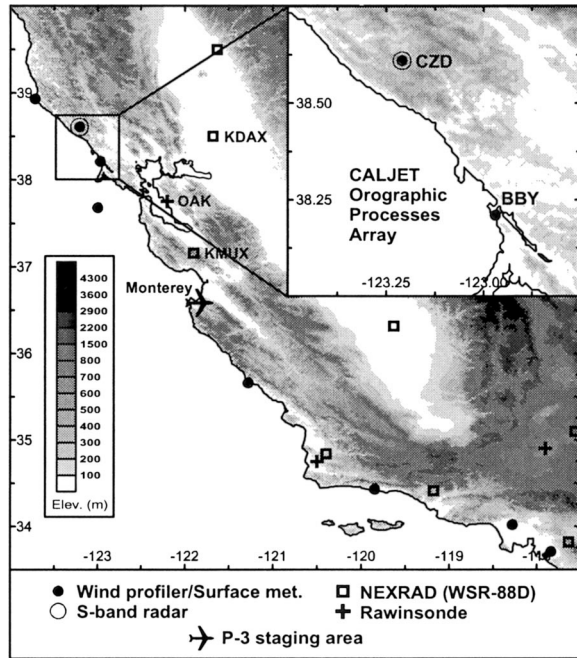 39
38
37
36
35
34
-123
-122
-121
-120
-119
KDAX
OAK
KMUX
Monterey
4300
3600
2900
2200
1500
800
700
600
500
400
300
200
100
Elev. (m)
CZD
38.50
CALJET
Orographic
Processes
Array
BBY
38.25
-123.25
-123.00
Wind profiler/Surface met.
NEXRAD (WSR-88D)
S-band radar
Rawinsonde
P-3 staging area